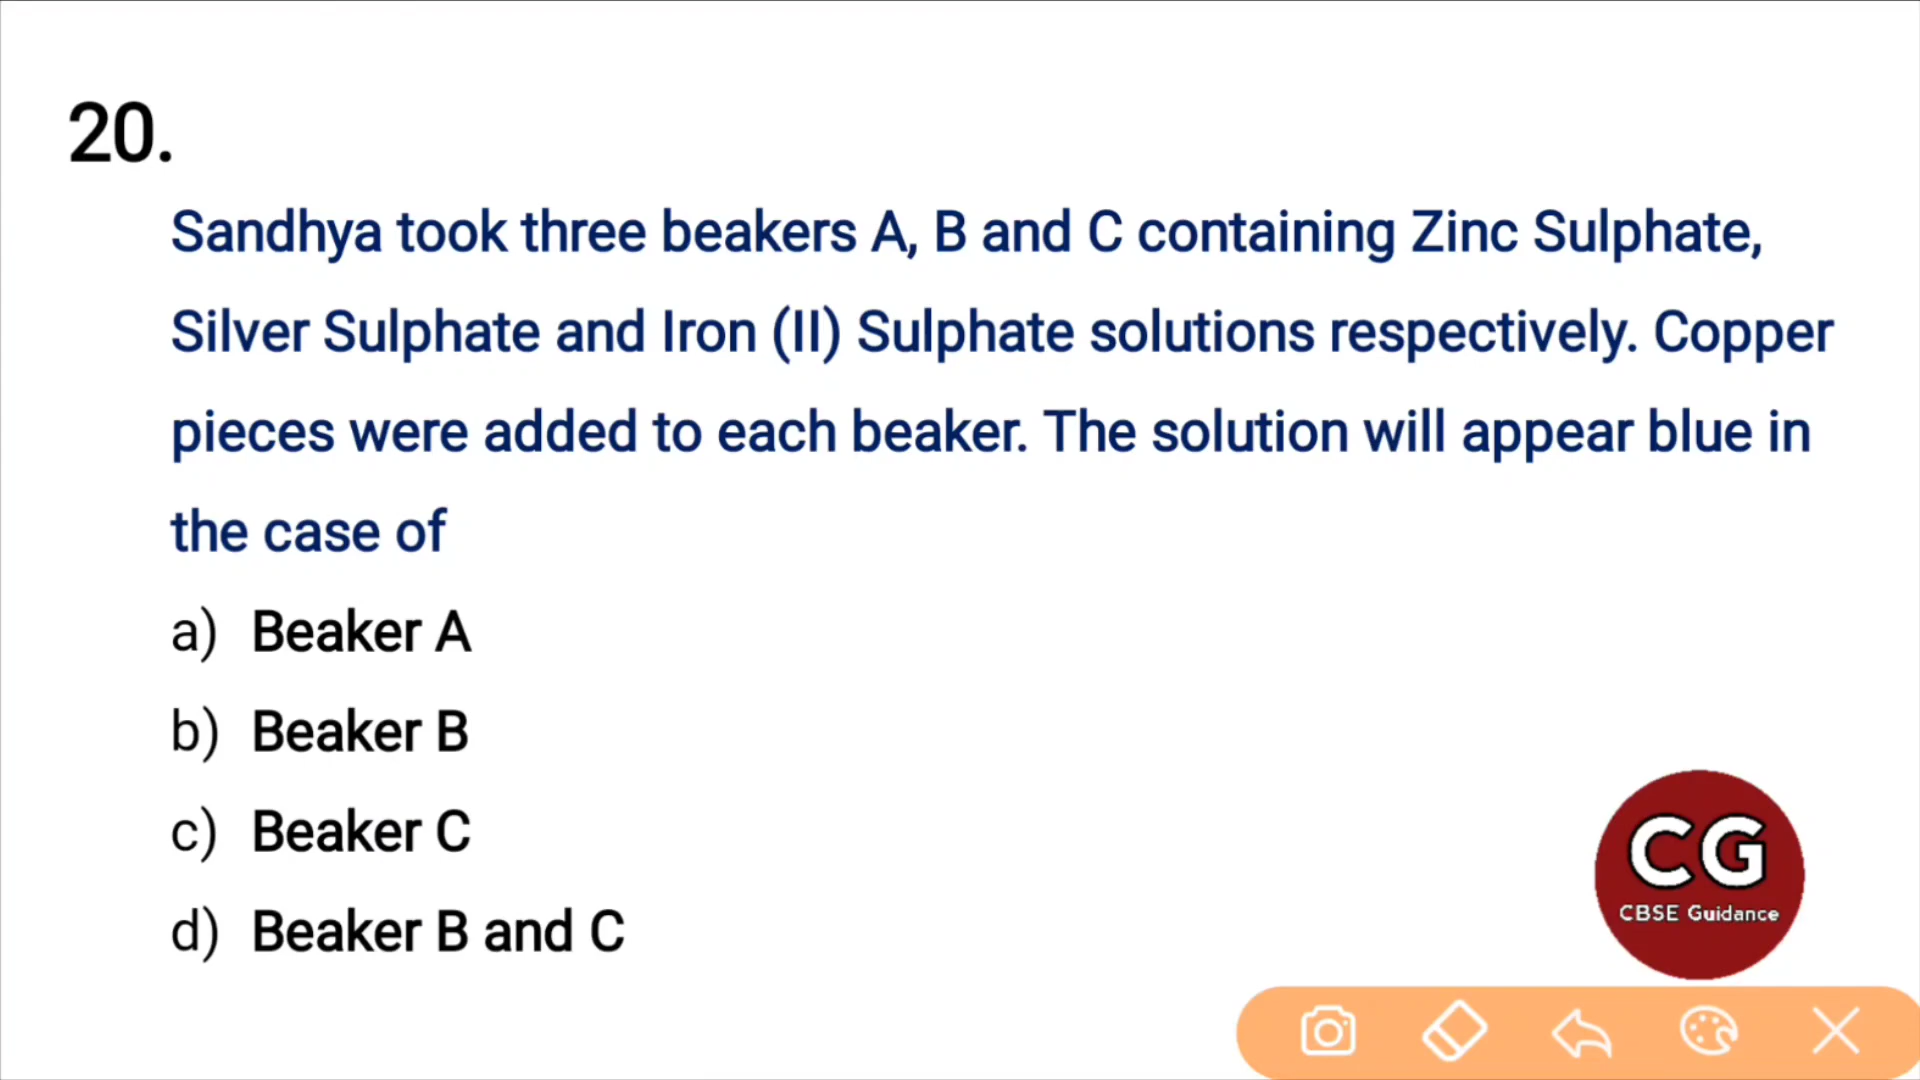 20.
Sandhya took three beakers A, B and C containing Zinc Sulphate,
Silver Sulphate and Iron (II) Sulphate solutions respectively. Copper
pieces were added to each beaker. The solution will appear blue in
the case of
a) Beaker A
b) Beaker B
c) Beaker C
d) Beaker B and C
CG
CBSE Guidance